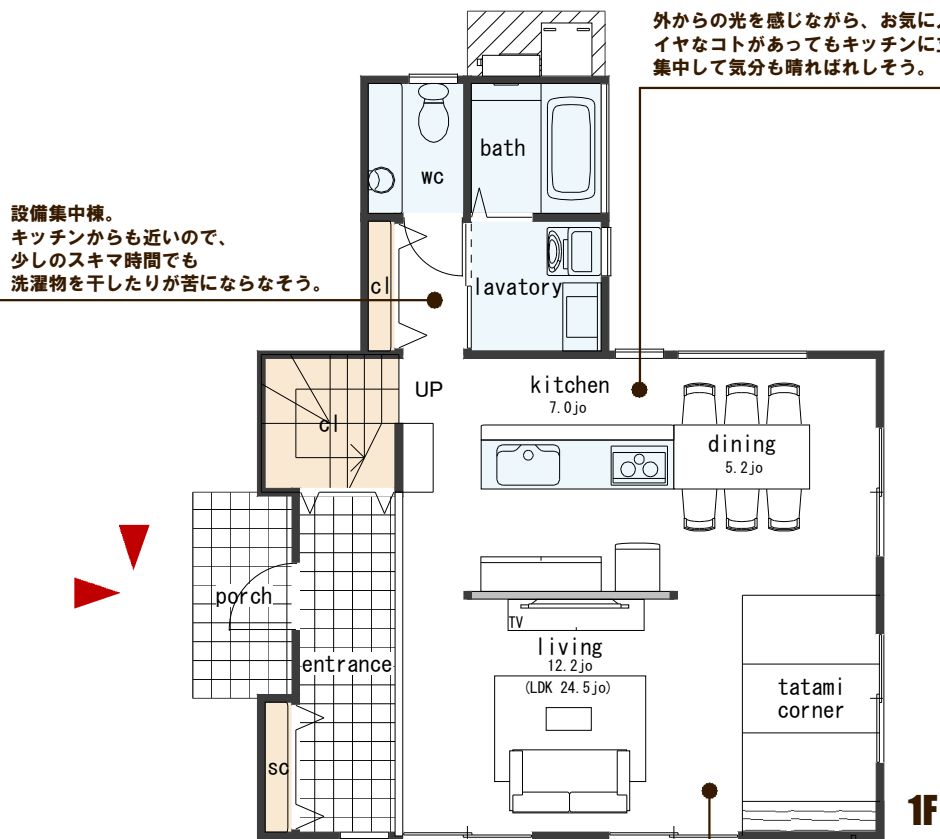 外からの光を感じながら、お気に
イヤなコトがあってもキッチンに
集中して気分も晴ればれしそう。
bath
wc
設備集中棟。
キッチンからも近いので、
少しのスキマ時間でも
洗濯物を干したりが苦にならなそう。
cl
lavatory
UP
kitchen
7.0jo
cl
dining
5.2jo
porch
TV
living
12.2jo
(LDK 24.5jo)
entrance
tatami
corner
sc
1F